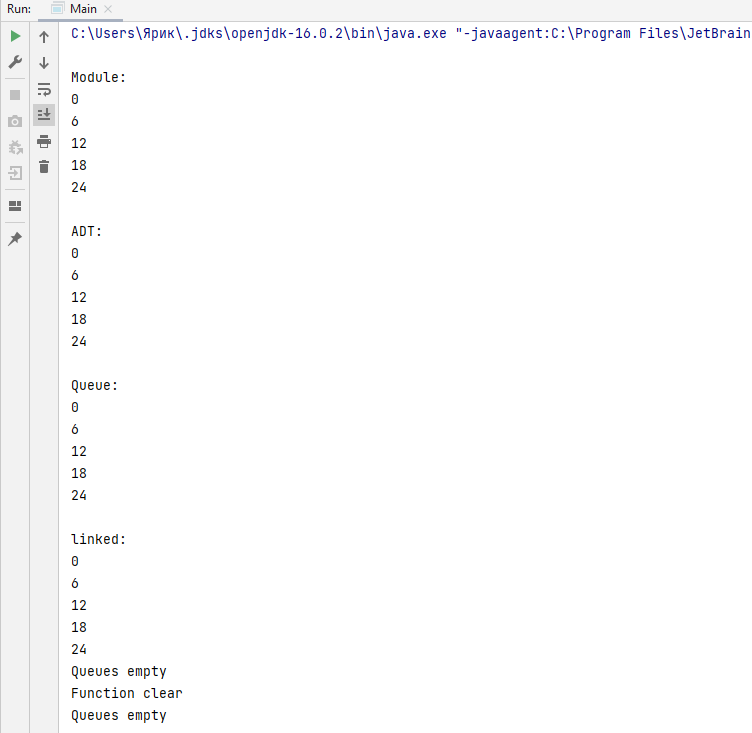 Run: Main
C:\Users\Ярик\.jdks\openjdk-16.0.2\bin\java.exe "-javaagent:C:\Program Files\JetBrain
Module:
0
6
12
18
24
ADT:
0
6
12
18
24
Queue:
0
6
12
18
24
linked:
0
6
12
18
24
Queues empty
Function clear
Queues empty